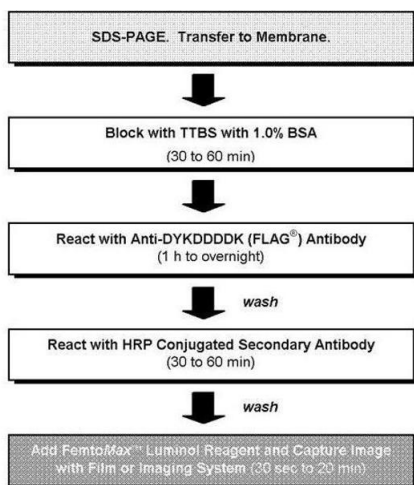 SDS-PAGE. Transfer to Membrane.
Block with TTBS with 1.0% BSA
(30 to 60 min)
React with Anti-DYKDDDDK (FLAG®) Antibody
(1 h to overnight)
wash
React with HRP Conjugated Secondary Antibody
(30 to 60 min)
wash
Add FemtoMax™ Luminol Reagent and Capture Image
with Film or Imaging System (30 sec to 20 min)